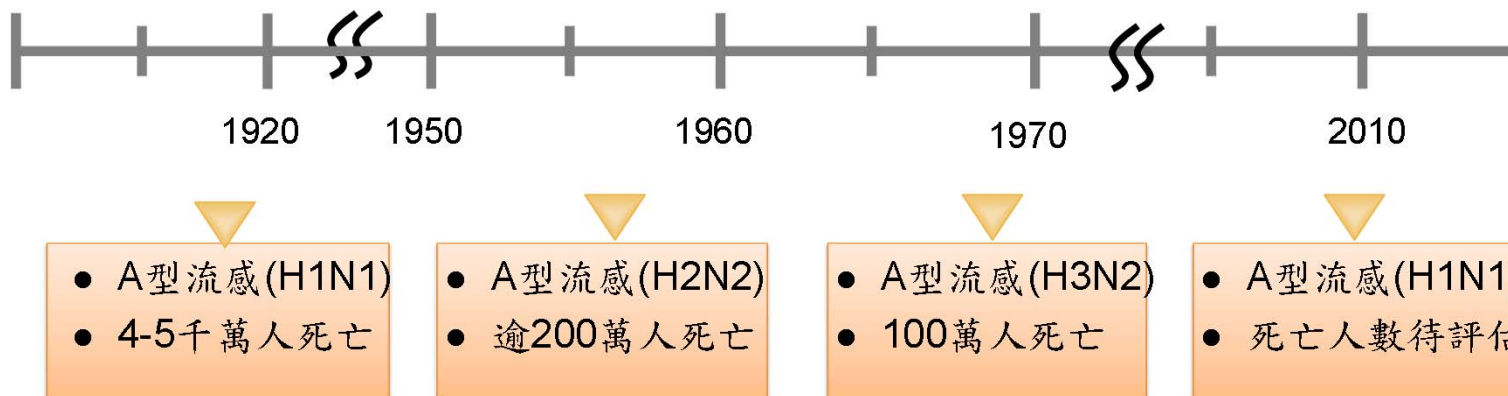 1920 1950 1960 1970 2010
● A型流感(H1N1)
● 4-5千萬人死亡
● A型流感(H2N2)
● 逾200萬人死亡
● A型流感(H3N2)
● 100萬人死亡
● A型流感(H1N1
● 死亡人數待評估